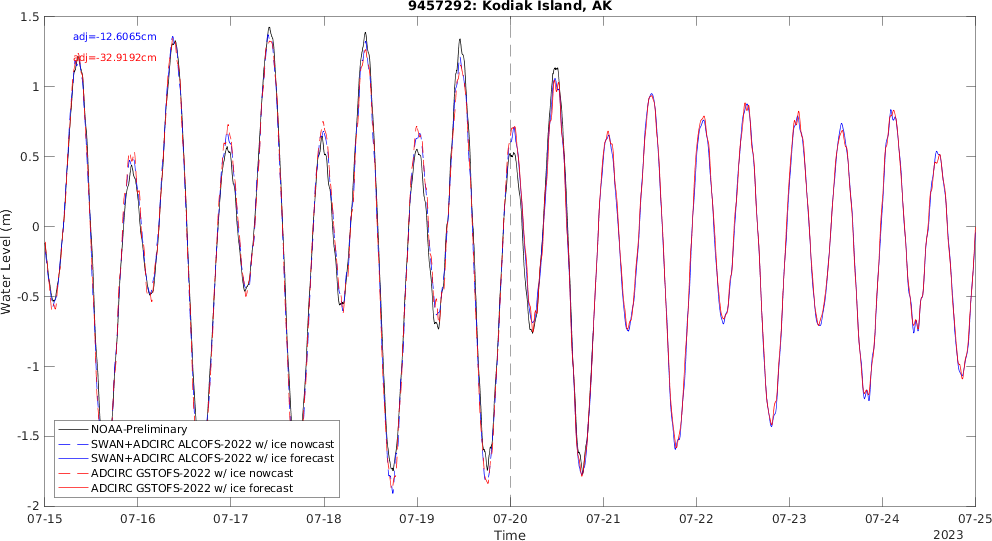 9457292: Kodiak Island, AK
adj=-12.6065cm
adj=-32.9192cm
Water Level (m)
1.5
1
0.5
0
-0.5
-1
-1.5
-2
NOAA-Preliminary
SWAN+ADCIRC ALCOFS-2022 w/ ice nowcast
SWAN+ADCIRC ALCOFS-2022 w/ ice forecast
ADCIRC GSTOFS-2022 w/ ice nowcast
ADCIRC GSTOFS-2022 w/ ice forecast
07-15 07-16 07-17 07-18 07-19 07-20 07-21 07-22 07-23 07-24 07-25
Time
2023